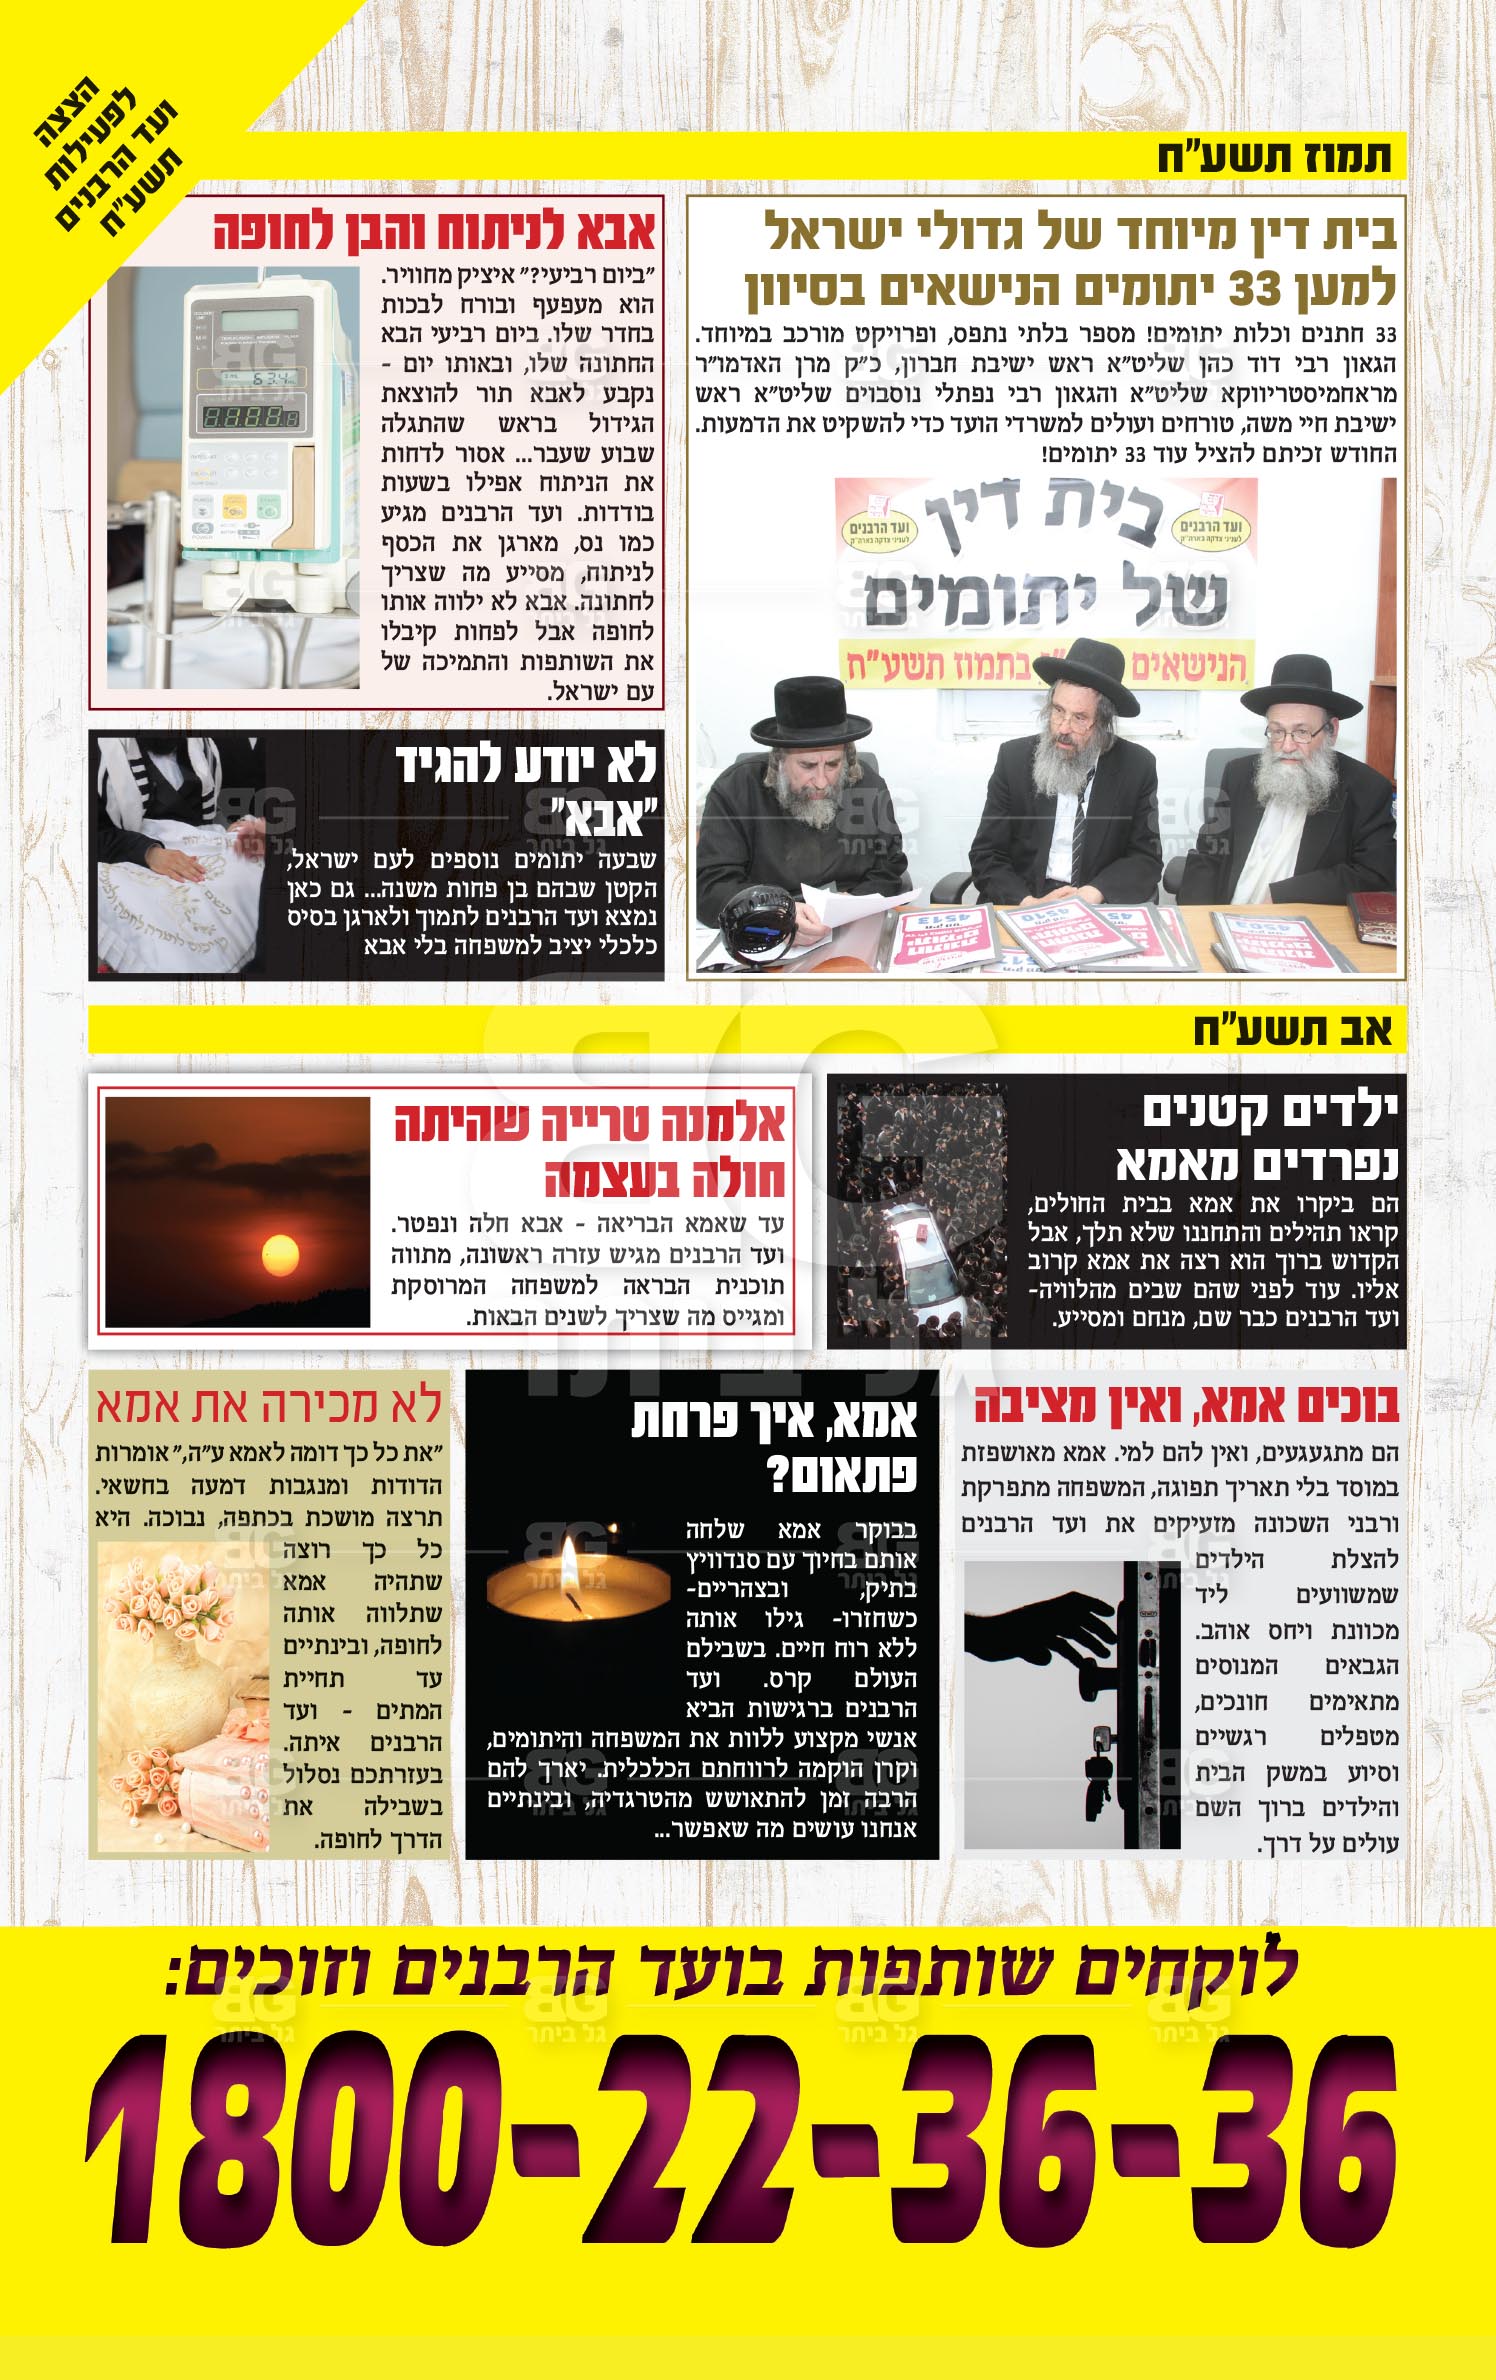 הצצה
לפעילות
ועד הרבנים
תשע"ח
תמוז תשע"ח
בית דין מיוחד של גדולי ישראל
למען 33 יתומים הנישאים בסיוון
33 חתנים וכלות יתומים! מספר בלתי נתפס, ופרויקט מורכב במיוחד.
הגאון רבי דוד כהן שליט"א ראש ישיבת חברון, כ"ק מרן האדמו"ר
מראחמיסטריווקא שליט"א והגאון רבי נפתלי נוסבוים שליט"א ראש
ישיבת חיי משה, טורחים ועולים למשרדי הועד כדי להשקיט את הדמעות.
החודש זכיתם להציל עוד 33 יתומים!
בית דין
ועד הרבנים
לעניני צדקה בארה"ק
ועד הרבנים
לעניני צדקה בארה"ק
של יתומים
הנישאים בתמוז תשע"ח
4513
4510
45
4503
אבא לניתוח והבן לחופה
"ביום רביעי?" איציק מחוויר.
הוא מעפעף ובורח לבכות
בחדר שלו. ביום רביעי הבא
החתונה שלו, ובאותו יום -
נקבע לאבא תור להוצאת
הגידול בראש שהתגלה
שבוע שעבר... אסור לדחות
את הניתוח אפילו בשעות
בודדות. ועד הרבנים מגיע
כמו נס, מארגן את הכסף
לניתוח, מסייע מה שצריך
לחתונה. אבא לא ילווה אותו
לחופה אבל לפחות קיבלו
את השותפות והתמיכה של
עם ישראל.
לא יודע להגיד
"אבא"
שבעה יתומים נוספים לעם ישראל,
הקטן שבהם בן פחות משנה... גם כאן
נמצא ועד הרבנים לתמוך ולארגן בסיס
כלכלי יציב למשפחה בלי אבא
אב תשע"ח
ילדים קטנים
נפרדים מאמא
הם ביקרו את אמא בבית החולים,
קראו תהילים והתחננו שלא תלך, אבל
הקדוש ברוך הוא רצה את אמא קרוב
אליו. עוד לפני שהם שבים מהלוויה-
ועד הרבנים כבר שם, מנחם ומסייע.
אלמנה טרייה שהיתה
חולה בעצמה
עד שאמא הבריאה - אבא חלה ונפטר.
ועד הרבנים מגיש עזרה ראשונה, מתווה
תוכנית הבראה למשפחה המרוסקת
ומגייס מה שצריך לשנים הבאות.
בוכים אמא, ואין מציבה
הם מתגעגעים, ואין להם למי. אמא מאושפזת
במוסד בלי תאריך תפוגה, המשפחה מתפרקת
ורבני השכונה מזעיקים את ועד הרבנים
להצלת הילדים
שמשוועים ליד
מכוונת ויחס אוהב.
הגבאים המנוסים
מתאימים חונכים,
מטפלים רגשיים
וסיוע במשק הבית
והילדים ברוך השם
עולים על דרך.
אמא, איך פרחת
פתאום?
בבוקר אמא שלחה
אותם בחיוך עם סנדוויץ
בתיק, ובצהריים-
כשחזרו- גילו אותה
ללא רוח חיים. בשבילם
העולם קרס. ועד
הרבנים ברגישות הביא
אנשי מקצוע ללוות את המשפחה והיתומים,
וקרן הוקמה לרווחתם הכלכלית. יארך להם
הרבה זמן להתאושש מהטרגדיה, ובינתיים
אנחנו עושים מה שאפשר...
לא מכירה את אמא
"את כל כך דומה לאמא ע"ה," אומרות
הדודות ומנגבות דמעה בחשאי.
תרצה מושכת בכתפה, נבוכה. היא
כל כך רוצה
שתהיה אמא
שתלווה אותה
לחופה, ובינתיים
עד תחיית
המתים - ועד
הרבנים איתה.
בעזרתכם נסלול
בשבילה את
הדרך לחופה.
לוקחים שותפות בועד הרבנים וזוכים:
1800-22-36-36
BG
גל ביתר